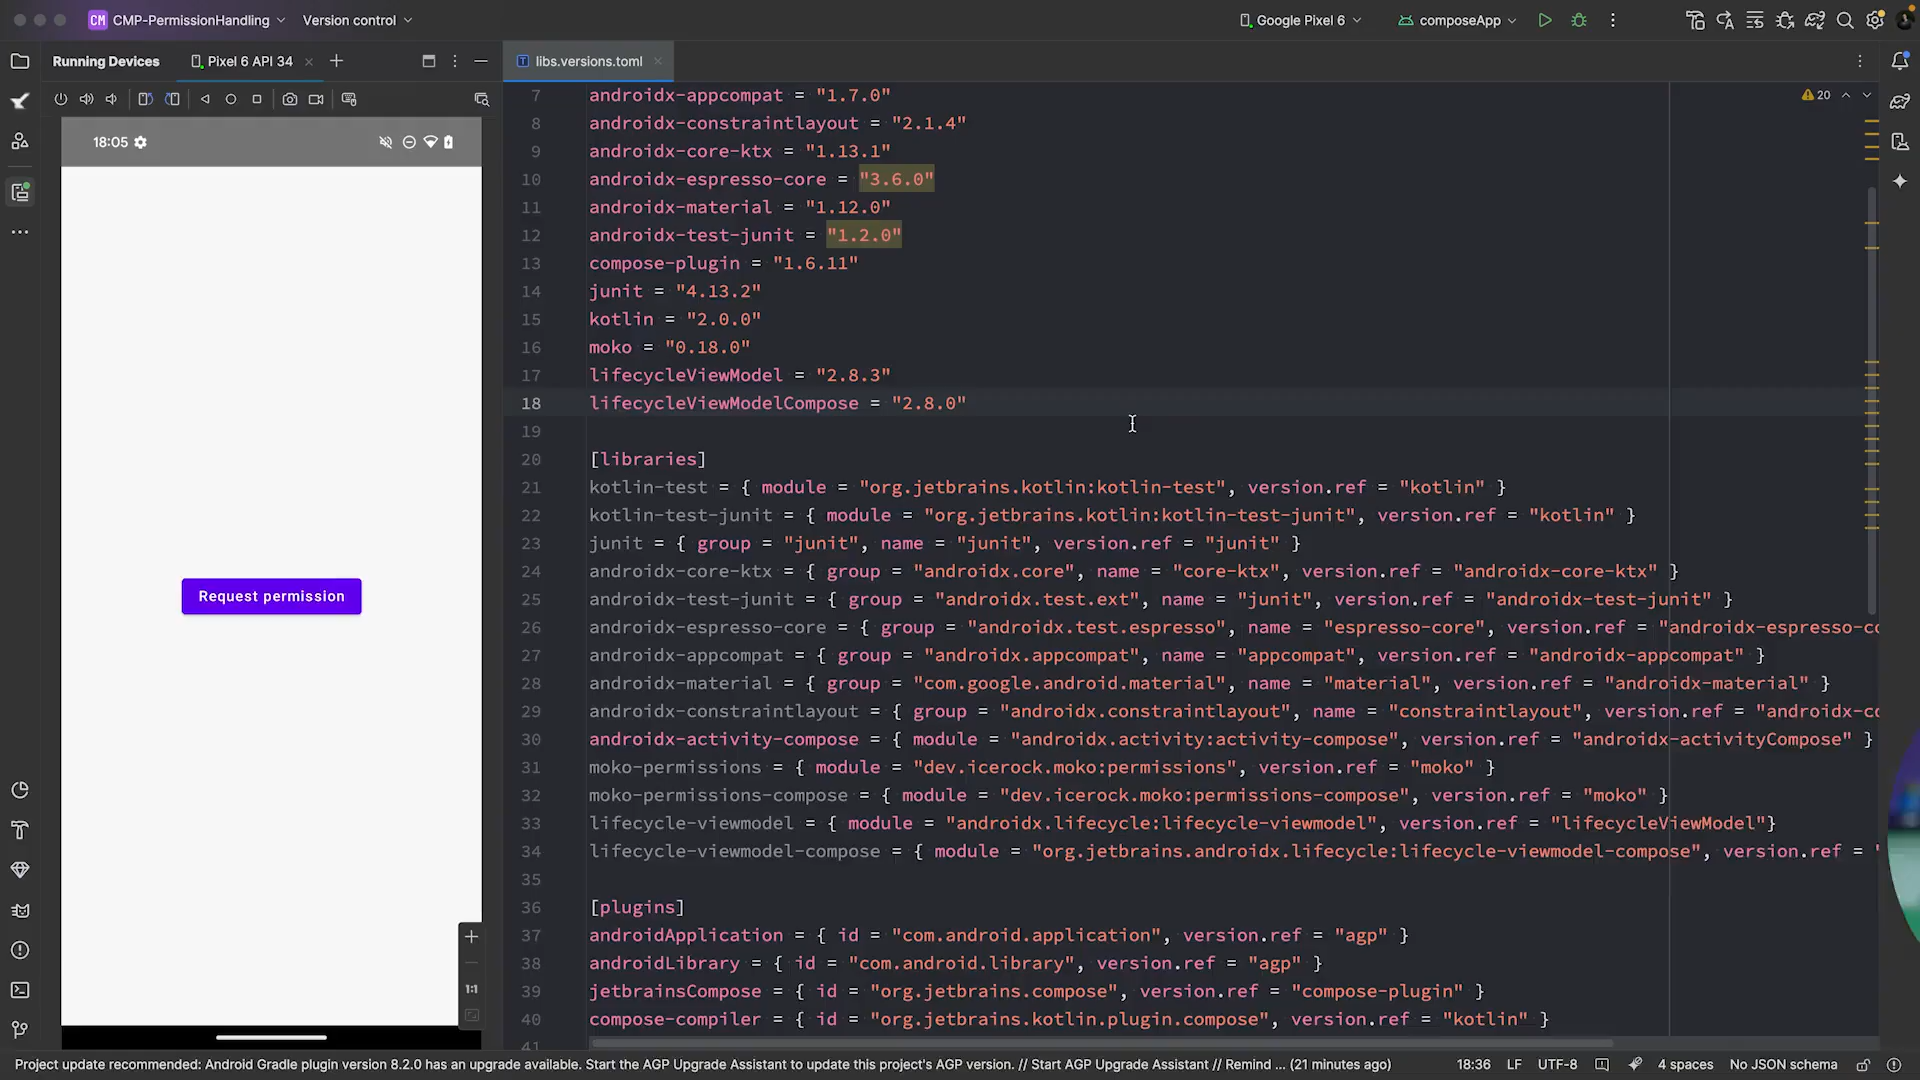 CM CMP-PermissionHandling Version control Google Pixel 6 composeApp
Running Devices Pixel 6 API 34 libs.versions.toml
20
18:05
Request permission
1:1
7 androidx-appcompat = "1.7.0"
8 androidx-constraintlayout = "2.1.4"
9 androidx-core-ktx = "1.13.1"
10 androidx-espresso-core = "3.6.0"
11 androidx-material = "1.12.0"
12 androidx-test-junit = "1.2.0"
13 compose-plugin = "1.6.11"
14 junit = "4.13.2"
15 kotlin = "2.0.0"
16 moko = "0.18.0"
17 lifecycleViewModel = "2.8.3"
18 lifecycleViewModelCompose = "2.8.0"
19
20 [libraries]
21 kotlin-test = { module = "org.jetbrains.kotlin:kotlin-test", version.ref = "kotlin" }
22 kotlin-test-junit = { module = "org.jetbrains.kotlin:kotlin-test-junit", version.ref = "kotlin" }
23 junit = { group = "junit", name = "junit", version.ref = "junit" }
24 androidx-core-ktx = { group = "androidx.core", name = "core-ktx", version.ref = "androidx-core-ktx" }
25 androidx-test-junit = { group = "androidx.test.ext", name = "junit", version.ref = "androidx-test-junit" }
26 androidx-espresso-core = { group = "androidx.test.espresso", name = "espresso-core", version.ref = "androidx-espresso-c
27 androidx-appcompat = { group = "androidx.appcompat", name = "appcompat", version.ref = "androidx-appcompat" }
28 androidx-material = { group = "com.google.android.material", name = "material", version.ref = "androidx-material" }
29 androidx-constraintlayout = { group = "androidx.constraintlayout", name = "constraintlayout", version.ref = "androidx-c
30 androidx-activity-compose = { module = "androidx.activity:activity-compose", version.ref = "androidx-activityCompose" }
31 moko-permissions = { module = "dev.icerock.moko:permissions", version.ref = "moko" }
32 moko-permissions-compose = { module = "dev.icerock.moko:permissions-compose", version.ref = "moko" }
33 lifecycle-viewmodel = { module = "androidx.lifecycle:lifecycle-viewmodel", version.ref = "lifecycleViewModel"}
34 lifecycle-viewmodel-compose = { module = "org.jetbrains.androidx.lifecycle:lifecycle-viewmodel-compose", version.ref = "
35
36 [plugins]
37 androidApplication = { id = "com.android.application", version.ref = "agp" }
38 androidLibrary = { id = "com.android.library", version.ref = "agp" }
39 jetbrainsCompose = { id = "org.jetbrains.compose", version.ref = "compose-plugin" }
40 compose-compiler = { id = "org.jetbrains.kotlin.plugin.compose", version.ref = "kotlin" }
41
Project update recommended: Android Gradle plugin version 8.2.0 has an upgrade available. Start the AGP Upgrade Assistant to update this project's AGP version. // Start AGP Upgrade Assistant // Remind ... (21 minutes ago) 18:36 LF UTF-8 4 spaces No JSON schema